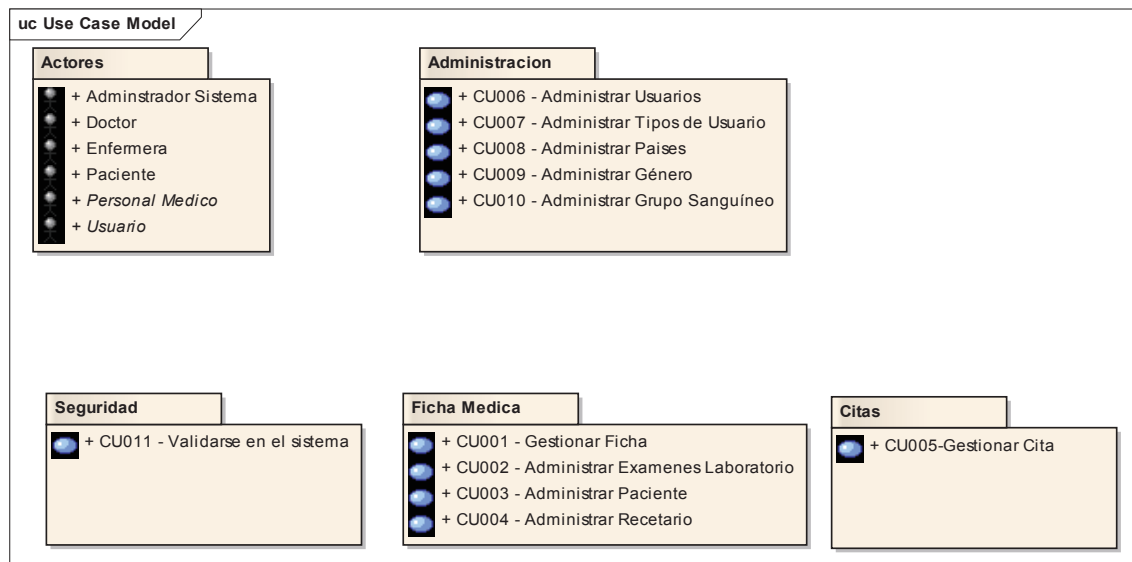 uc Use Case Model
Actores
+ Adminstrador Sistema
+ Doctor
+ Enfermera
+ Paciente
+ Personal Medico
+ Usuario
Administracion
+ CU006 - Administrar Usuarios
+ CU007 - Administrar Tipos de Usuario
+ CU008 - Administrar Paises
+ CU009 - Administrar Género
+ CU010 - Administrar Grupo Sanguíneo
Seguridad
+ CU011 - Validarse en el sistema
Ficha Medica
+ CU001 - Gestionar Ficha
+ CU002 - Administrar Examenes Laboratorio
+ CU003 - Administrar Paciente
+ CU004 - Administrar Recetario
Citas
+ CU005-Gestionar Cita